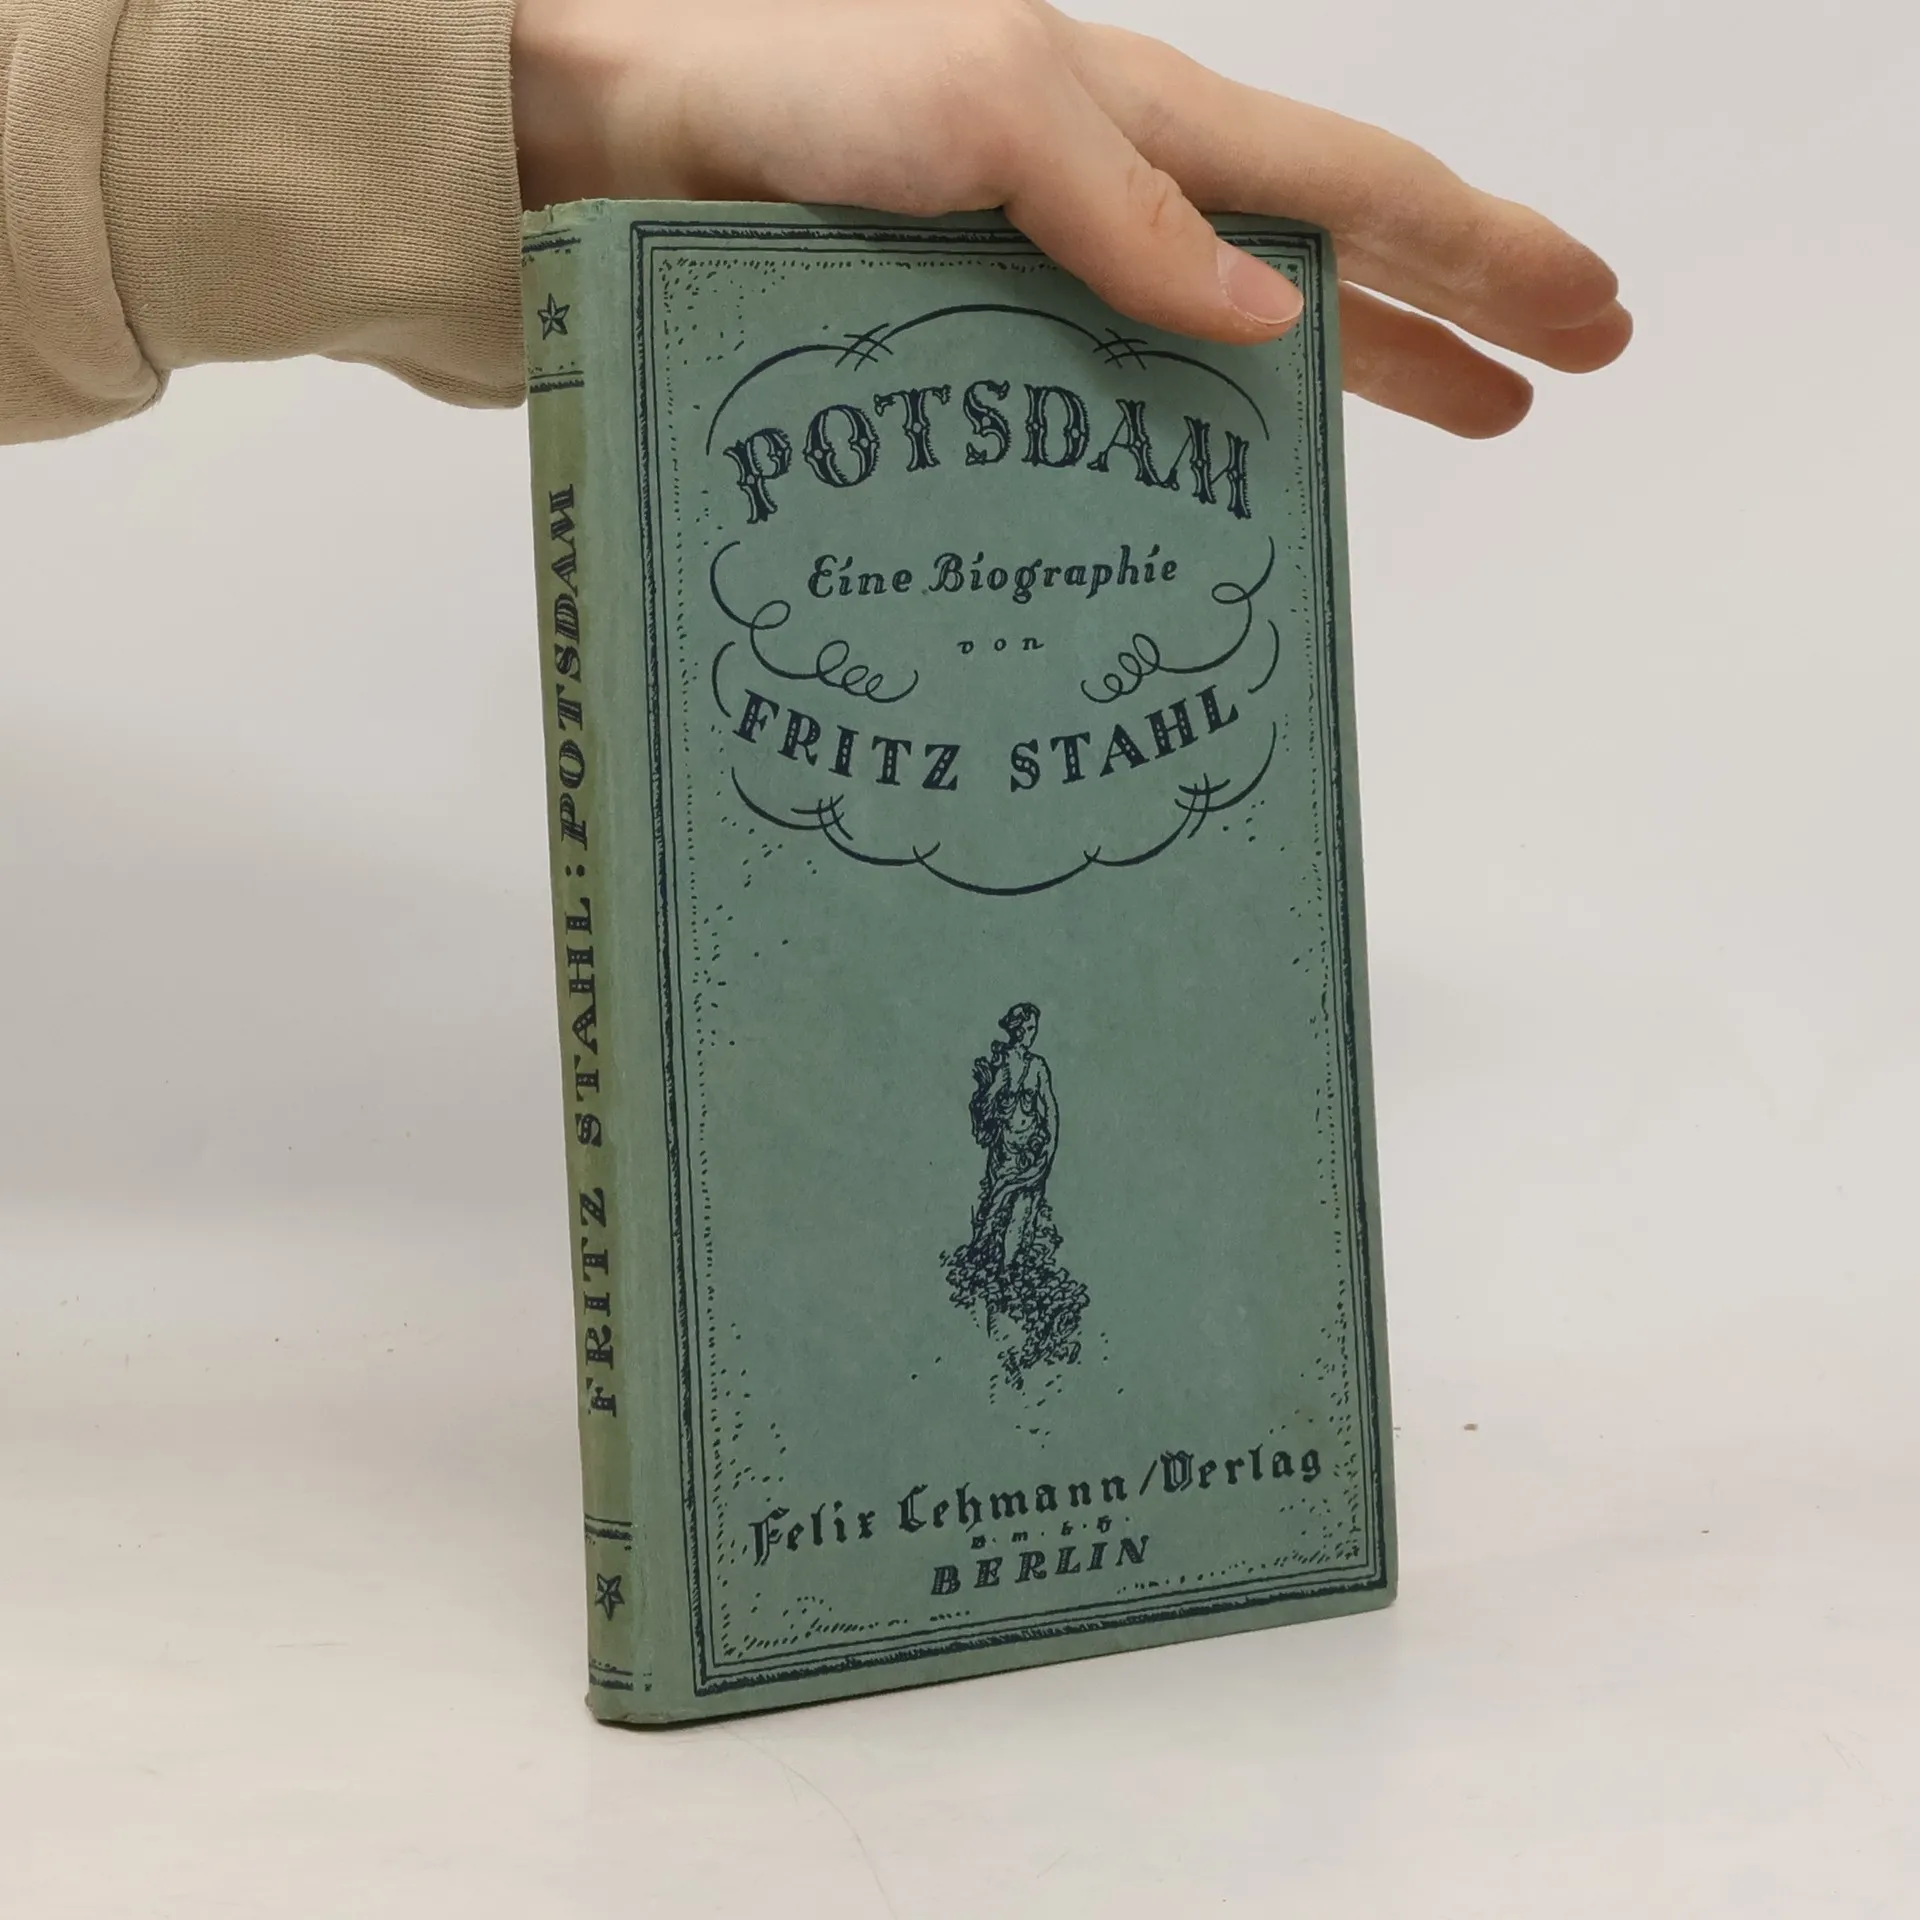 POTSDAM
Eine Biographie
von
FRITZ STAHL
Felix Lehmann/Verlag
G.m.b.H.
BERLIN
FRITZ STAHL: POTSDAM